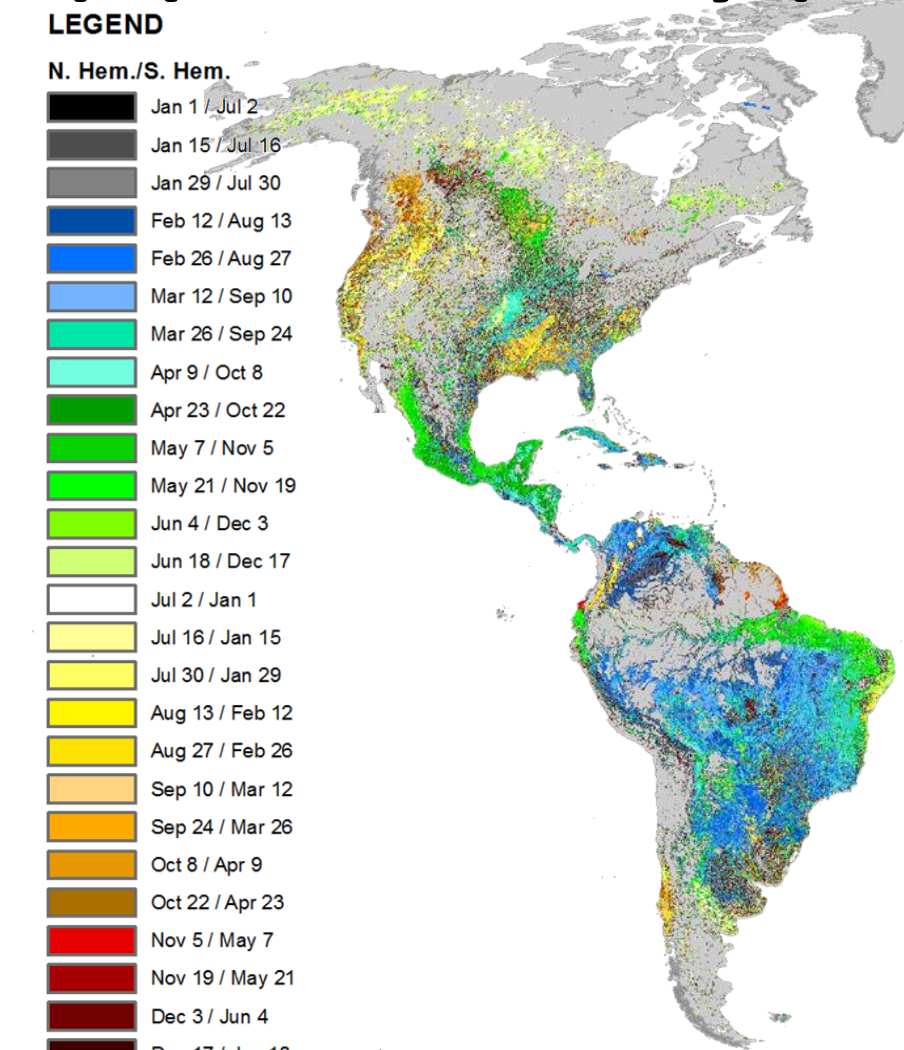 LEGEND
N. Hem./S. Hem.
Jan 1 / Jul 2
Jan 15 / Jul 16
Jan 29 / Jul 30
Feb 12 / Aug 13
Feb 26 / Aug 27
Mar 12 / Sep 10
Mar 26 / Sep 24
Apr 9 / Oct 8
Apr 23 / Oct 22
May 7 / Nov 5
May 21 / Nov 19
Jun 4 / Dec 3
Jun 18 / Dec 17
Jul 2 / Jan 1
Jul 16 / Jan 15
Jul 30 / Jan 29
Aug 13 / Feb 12
Aug 27 / Feb 26
Sep 10 / Mar 12
Sep 24 / Mar 26
Oct 8 / Apr 9
Oct 22 / Apr 23
Nov 5 / May 7
Nov 19 / May 21
Dec 3 / Jun 4